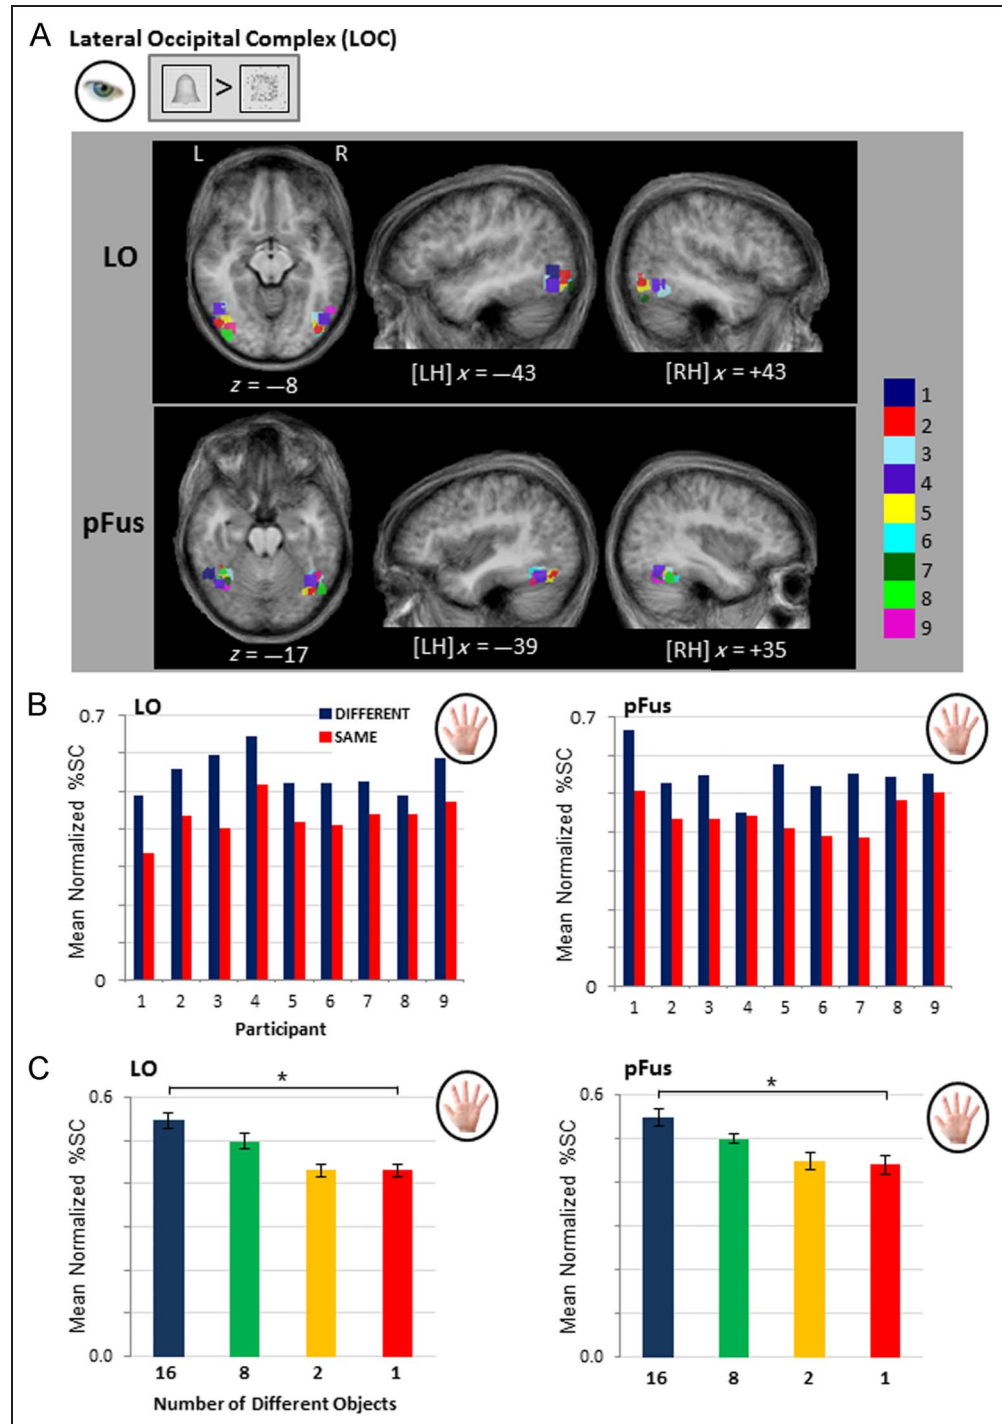 A Lateral Occipital Complex (LOC)
>
L R
LO
z = —8
[LH] x = —43
[RH] x = +43
pFus
z = —17
[LH] x = —39
[RH] x = +35
1
2
3
4
5
6
7
8
9
B
LO
DIFFERENT
SAME
0.7
Mean Normalized %SC
0
1 2 3 4 5 6 7 8 9
Participant
pFus
0.7
Mean Normalized %SC
0
1 2 3 4 5 6 7 8 9
C
LO
*
0.6
Mean Normalized %SC
0.0
16 8 2 1
Number of Different Objects
pFus
*
0.6
Mean Normalized %SC
0.0
16 8 2 1